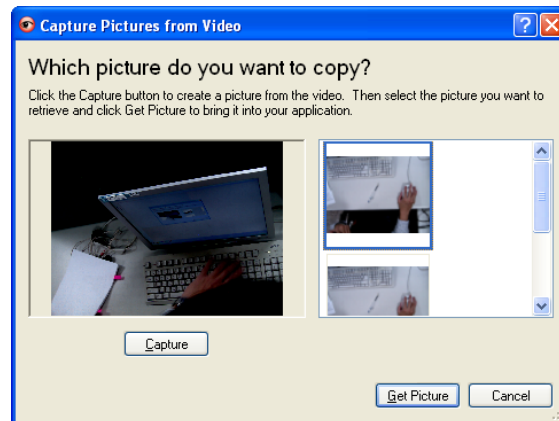 Capture Pictures from Video
Which picture do you want to copy?
Click the Capture button to create a picture from the video. Then select the picture you want to
retrieve and click Get Picture to bring it into your application.
Capture
Get Picture Cancel